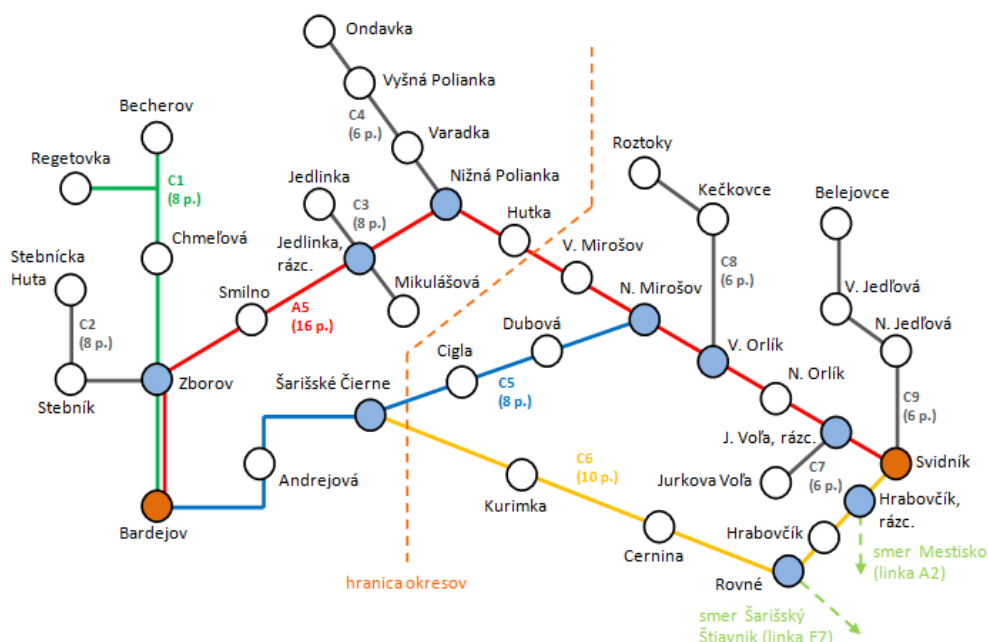 Ondavka
Vyšná Polianka
C4
(6 p.)
Varadka
Becherov
Regetovka
C1
(8 p.)
Jedlinka
C3
(8 p.)
Nižná Polianka
Roztoky
Kečkovce
Belejovce
Hutka
Chmeľová
Jedlinka,
rázc.
V. Mirošov
C8
(6 p.)
Stebnícka
Huta
Smilno
A5
(16 p.)
Mikulášová
N. Mirošov
V. Jedľová
C2
(8 p.)
Dubová
N. Jedľová
Cigla
V. Orlík
Zborov
Šarišské Čierne
C5
(8 p.)
N. Orlík
C9
(6 p.)
Stebník
J. Voľa, rázc.
Svidník
Andrejová
C6
(10 p.)
Jurkova Voľa
C7
(6 p.)
Kurimka
Hrabovčík,
rázc.
Bardejov
Hrabovčík
Cernina
smer Mestisko
(linka A2)
hranica okresov
Rovné
smer Šarišský
Štiavnik (linka F7)